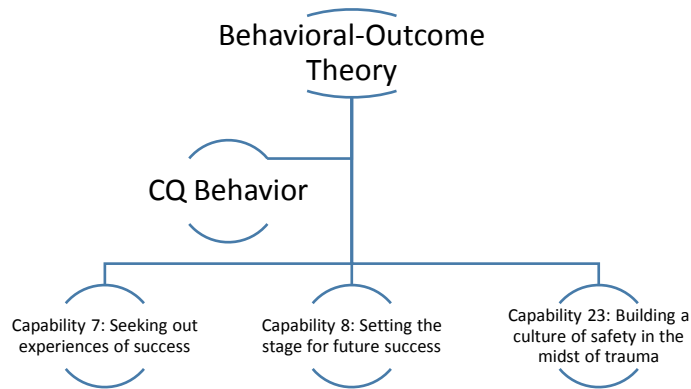 Behavioral-Outcome
Theory
CQ Behavior
Capability 7: Seeking out
experiences of success
Capability 8: Setting the
stage for future success
Capability 23: Building a
culture of safety in the
midst of trauma